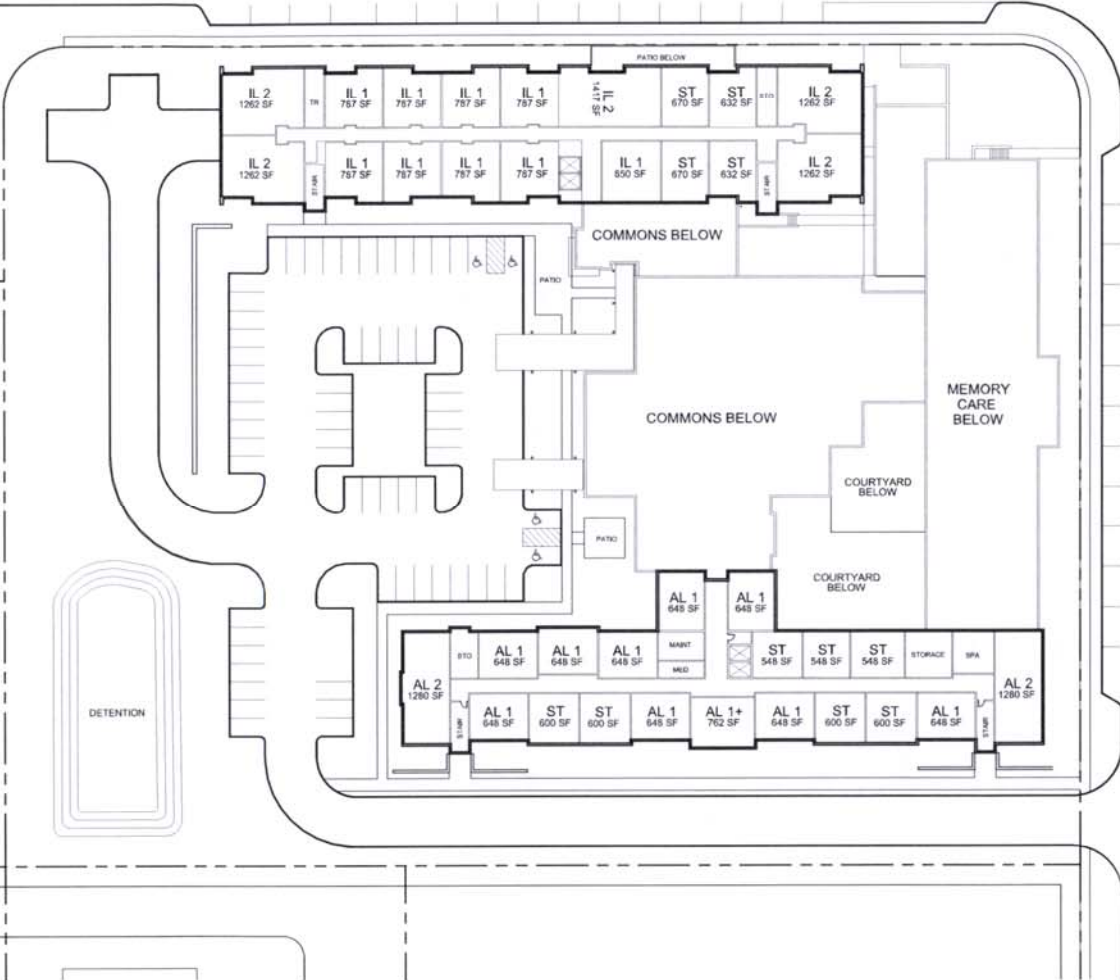 PATIO BELOW
IL 2
1262 SF
TR
IL 1
787 SF
IL 1
787 SF
IL 1
787 SF
IL 1
787 SF
IL 2
1417 SF
ST
670 SF
ST
632 SF
STO
IL 2
1262 SF
IL 2
1262 SF
STAIR
IL 1
787 SF
IL 1
787 SF
IL 1
787 SF
IL 1
787 SF
IL 1
850 SF
ST
670 SF
ST
632 SF
STAIR
IL 2
1262 SF
COMMONS BELOW
PATIO
COMMONS BELOW
MEMORY
CARE
BELOW
COURTYARD
BELOW
PATIO
COURTYARD
BELOW
AL 1
648 SF
AL 1
648 SF
AL 2
1280 SF
STO
AL 1
648 SF
AL 1
648 SF
AL 1
648 SF
MAINT
MED
ST
548 SF
ST
548 SF
ST
548 SF
STORAGE
SPA
AL 2
1280 SF
STAIR
AL 1
648 SF
ST
600 SF
ST
600 SF
AL 1
648 SF
AL 1+
762 SF
AL 1
648 SF
ST
600 SF
ST
600 SF
AL 1
648 SF
STAIR
DETENTION